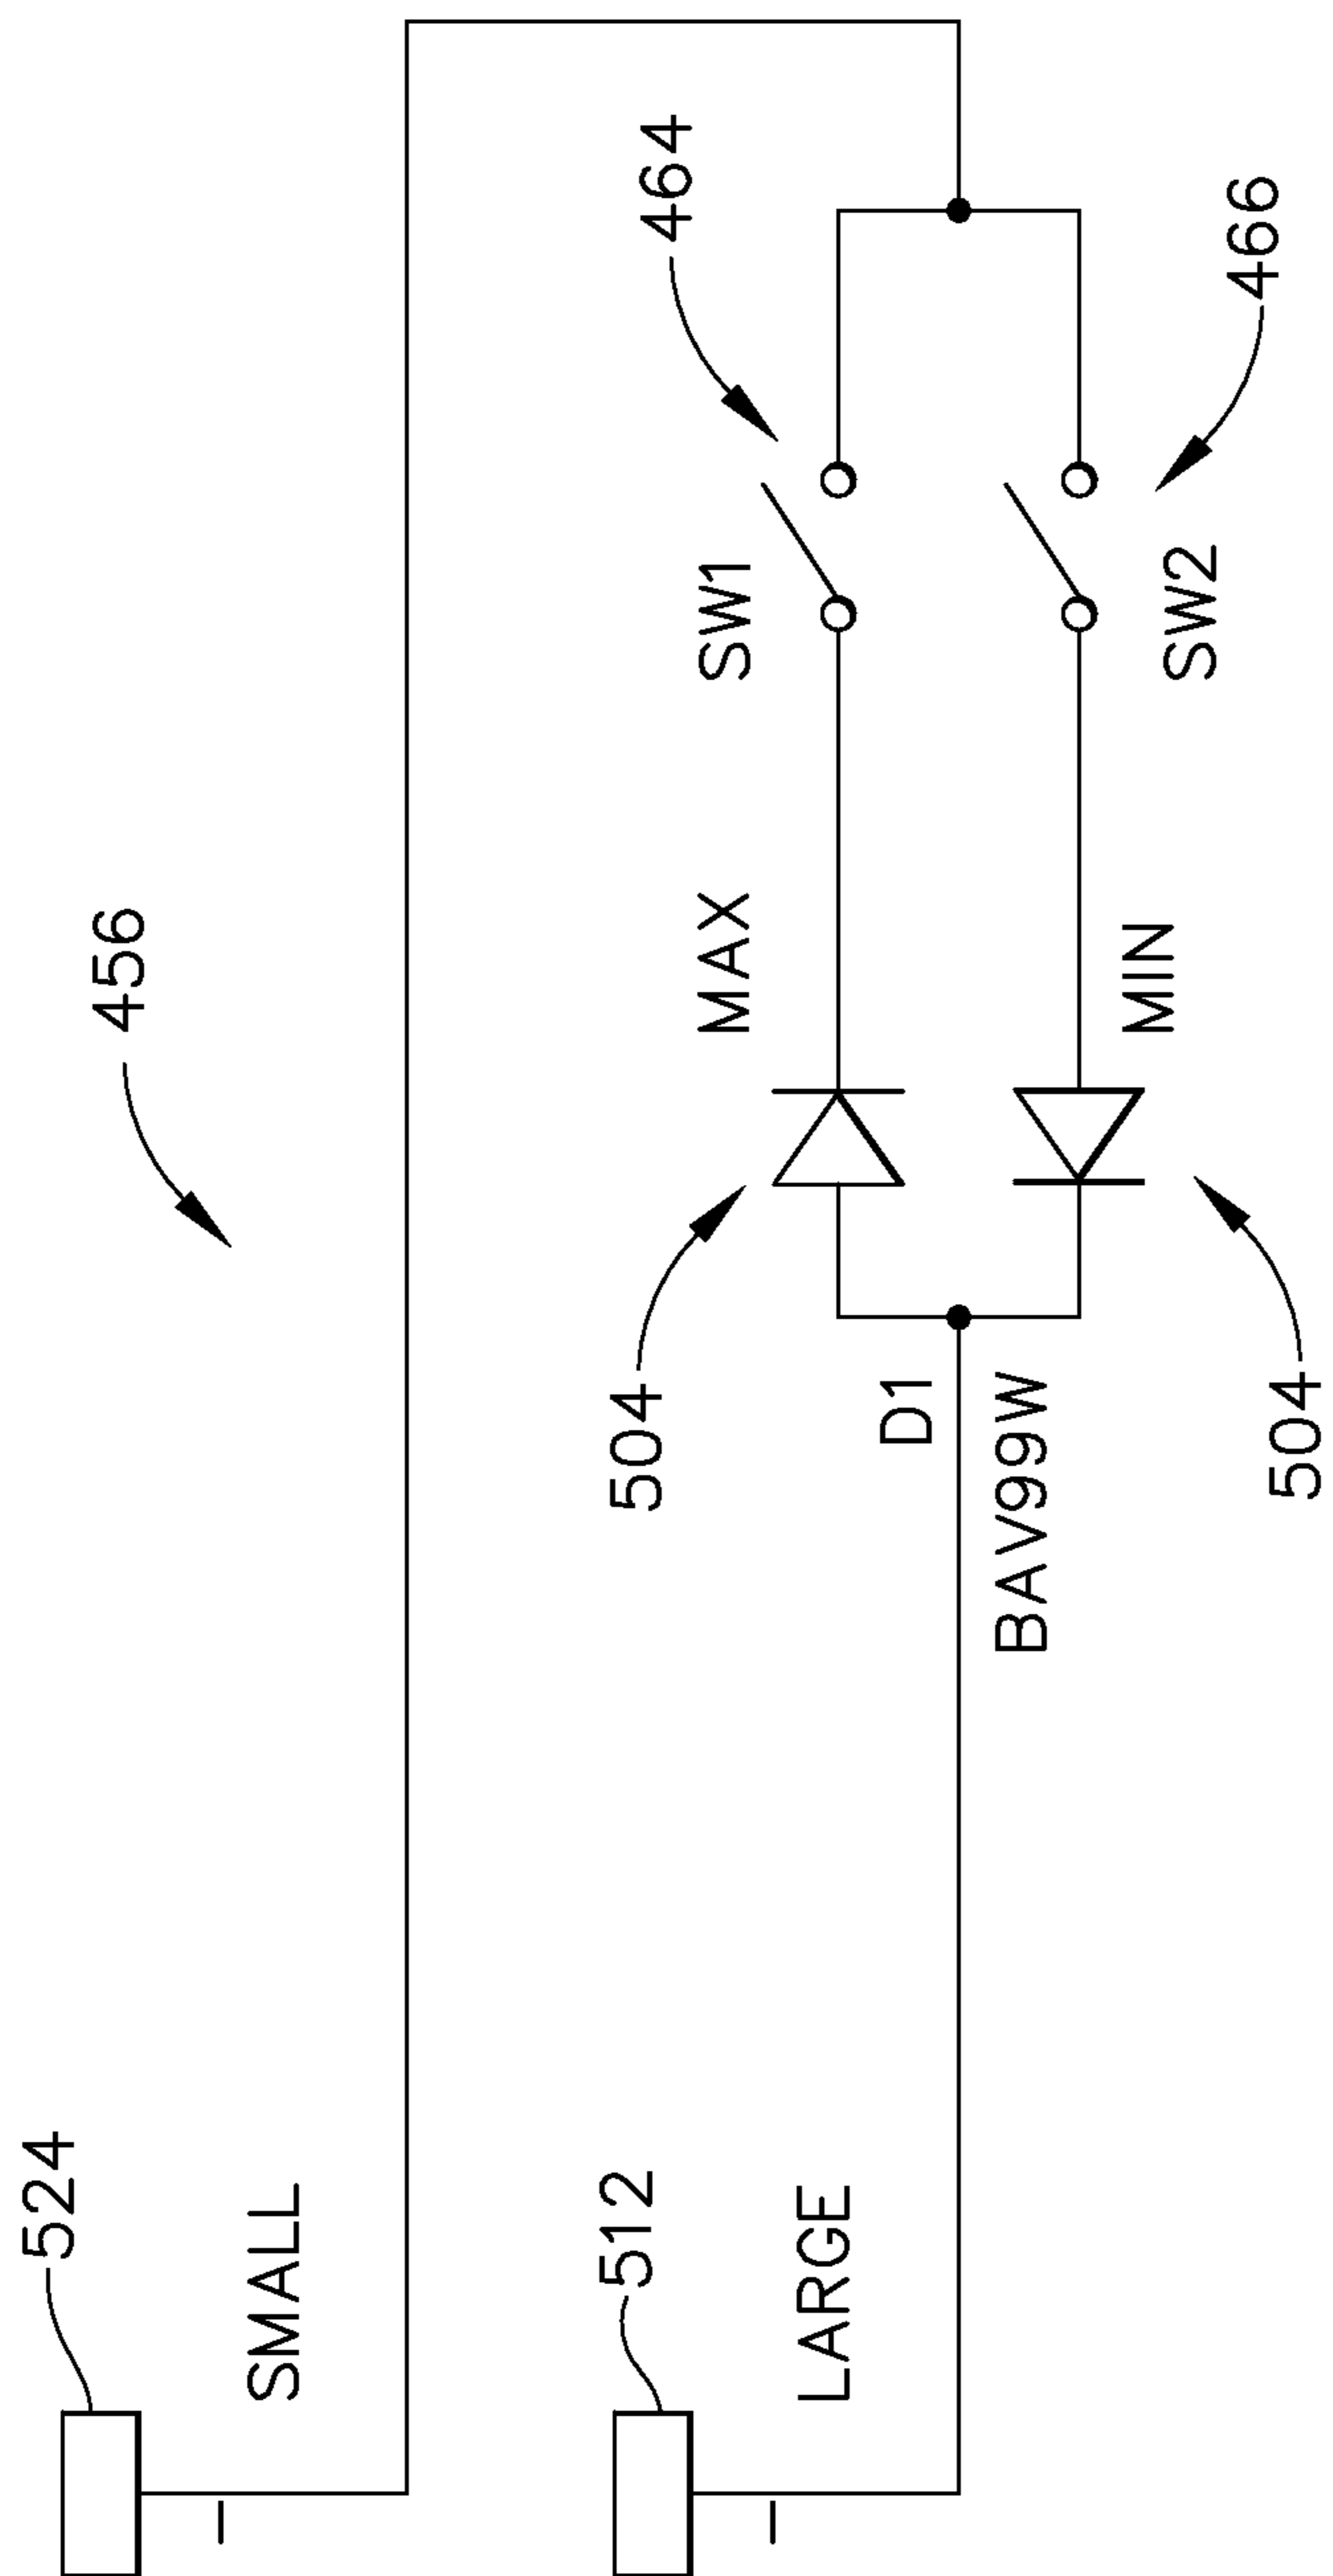 524
SMALL
1
456
512
LARGE
1
464
SW1
MAX
504
D1
BAV99W
MIN
SW2
466
504